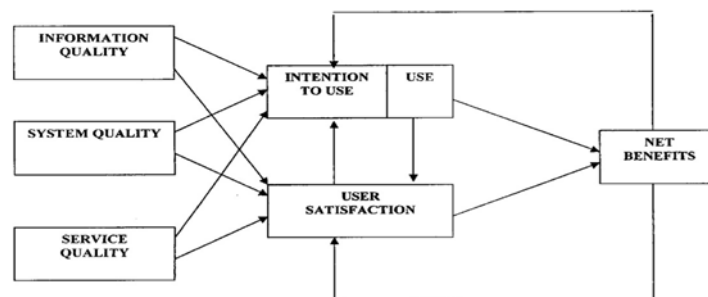 INFORMATION
QUALITY
INTENTION
TO USE
USE
SYSTEM QUALITY
NET
BENEFITS
USER
SATISFACTION
SERVICE
QUALITY